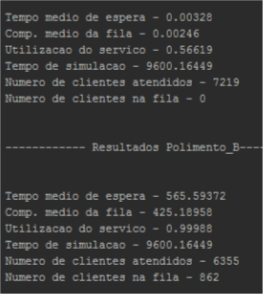 Tempo medio de espera - 0.00328
Comp. medio da fila - 0.00246
Utilizacao do servico - 0.56619
Tempo de simulacao - 9600.16449
Numero de clientes atendidos - 7219
Numero de clientes na fila - 0
------------ Resultados Polimento_B----
Tempo medio de espera - 565.59372
Comp. medio da fila - 425.18958
Utilizacao do servico - 0.99988
Tempo de simulacao - 9600.16449
Numero de clientes atendidos - 6355
Numero de clientes na fila - 862